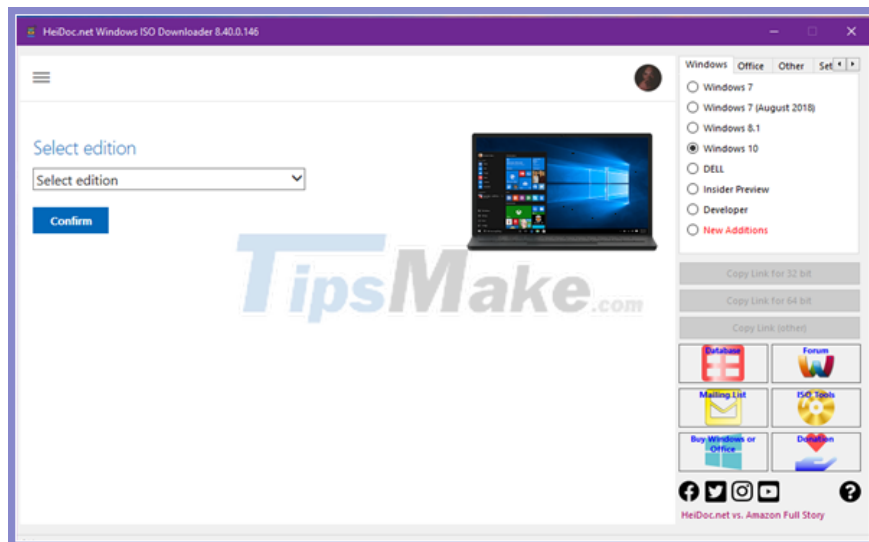 HeiDoc.net Windows ISO Downloader 8.40.0.146
Windows Office Other Set
Windows 7
Windows 7 (August 2018)
Windows 8.1
Windows 10
DELL
Insider Preview
Developer
New Additions
Select edition
Select edition
Confirm
TipsMake.com
Copy Link for 32 bit
Copy Link for 64 bit
Copy Link (other)
Database Forum
Mailing List ISO Tools
Buy Windows or Donation
Office
HeiDoc.net vs. Amazon Full Story